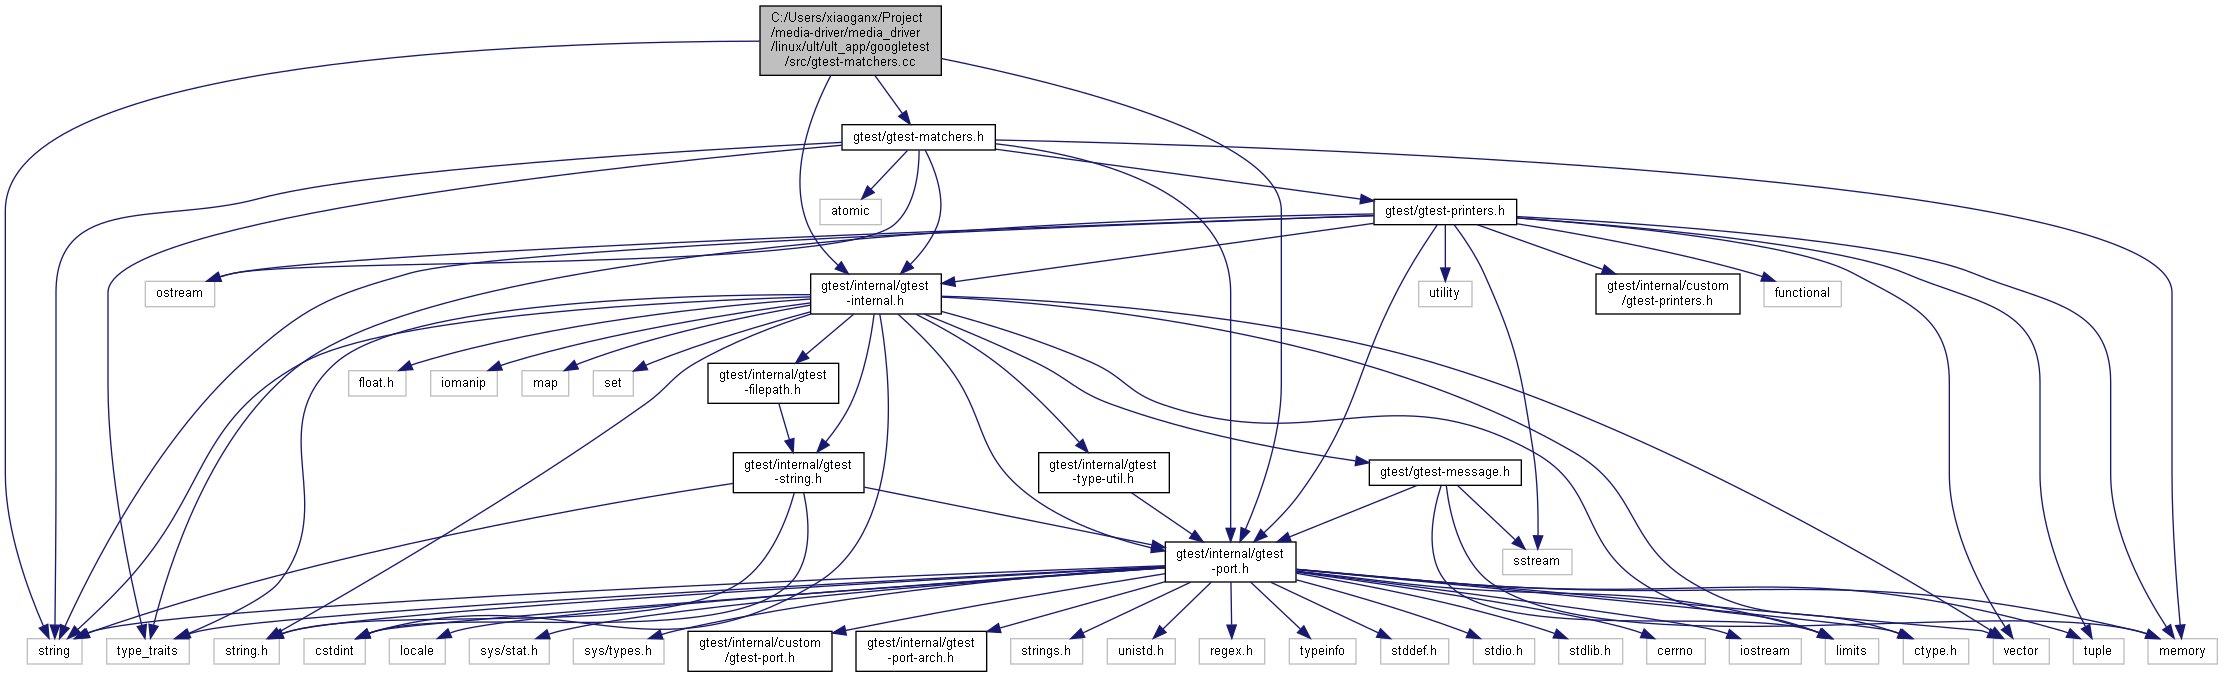 C:/Users/xiaoganx/Project
/media-driver/media_driver
/linux/ult/ult_app/googletest
/src/gtest-matchers.cc
gtest/gtest-matchers.h
atomic
gtest/gtest-printers.h
ostream
gtest/internal/gtest
-internal.h
utility
gtest/internal/custom
/gtest-printers.h
functional
float.h
iomanip
map
set
gtest/internal/gtest
-filepath.h
gtest/internal/gtest
-string.h
gtest/internal/gtest
-type-util.h
gtest/gtest-message.h
gtest/internal/gtest
-port.h
sstream
string
type_traits
string.h
cstdint
locale
sys/stat.h
sys/types.h
gtest/internal/custom
/gtest-port.h
gtest/internal/gtest
-port-arch.h
strings.h
unistd.h
regex.h
typeinfo
stddef.h
stdio.h
stdlib.h
cerrno
iostream
limits
ctype.h
vector
tuple
memory